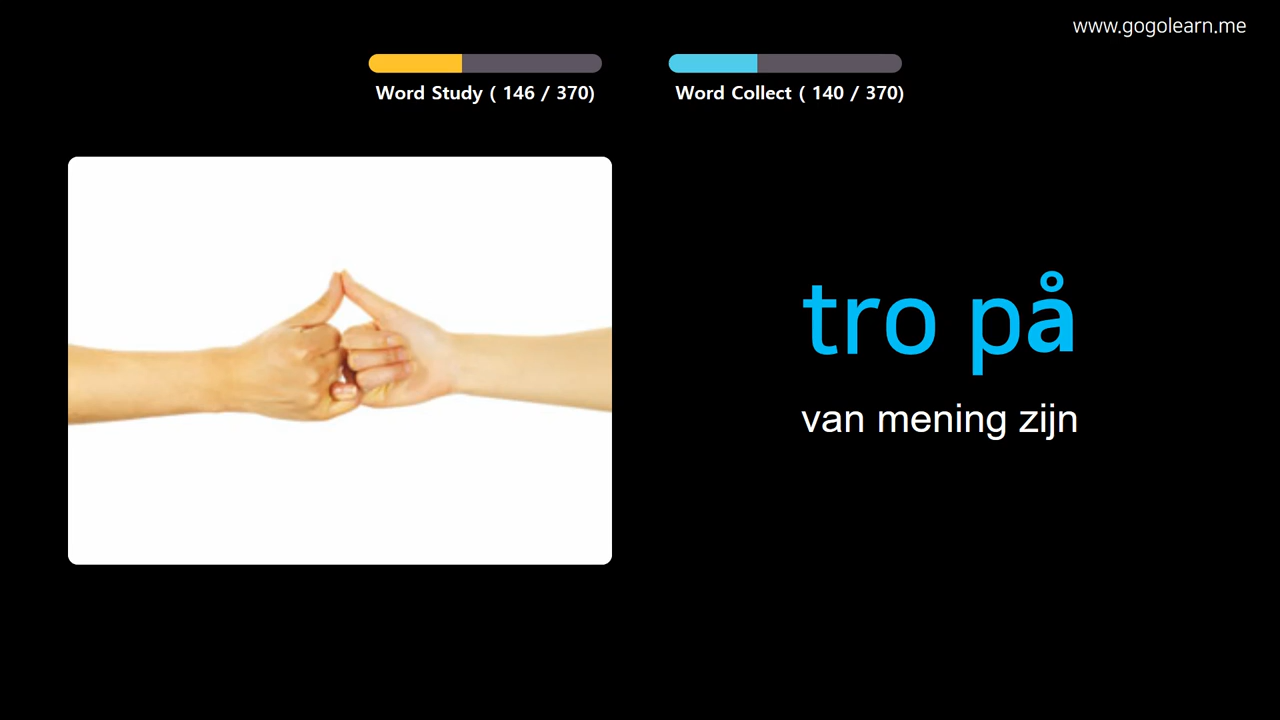 www.gogolearn.me
Word Study ( 146 / 370)
Word Collect ( 140 / 370)
tro på
van mening zijn